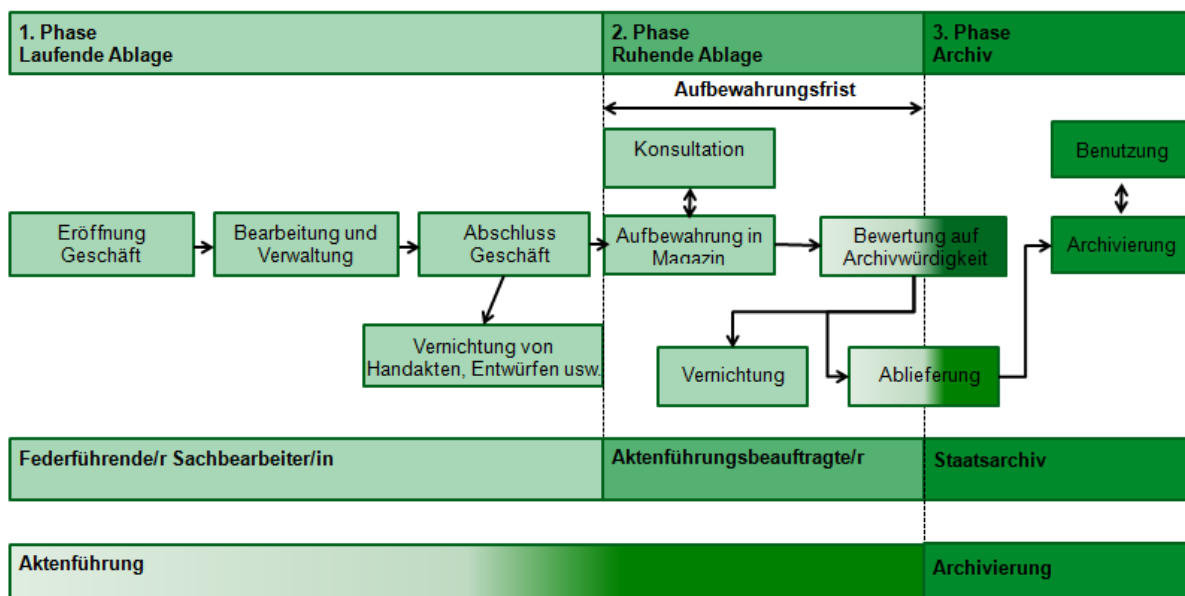 1. Phase
Laufende Ablage
2. Phase
Ruhende Ablage
3. Phase
Archiv
Aufbewahrungsfrist
Konsultation
Benutzung
Eröffnung
Geschäft
Bearbeitung und
Verwaltung
Abschluss
Geschäft
Aufbewahrung in
Magazin
Bewertung auf
Archivwürdigkeit
Archivierung
Vernichtung von
Handakten, Entwürfen usw.
Vernichtung
Ablieferung
Federführende/r Sachbearbeiter/in
Aktenführungsbeauftragte/r
Staatsarchiv
Aktenführung
Archivierung